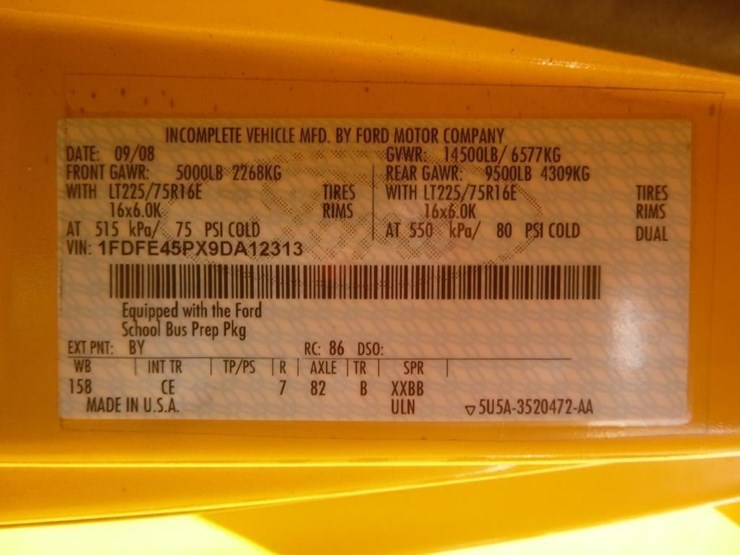 INCOMPLETE VEHICLE MFD. BY FORD MOTOR COMPANY
DATE: 09/08 GVWR: 14500LB/ 6577KG
FRONT GAWR: 5000LB 2268KG REAR GAWR: 9500LB 4309KG
WITH LT225/75R16E TIRES WITH LT225/75R16E TIRES
16x6.0K RIMS 16x6.0K RIMS
AT 515 kPa/ 75 PSI COLD AT 550 kPa/ 80 PSI COLD DUAL
VIN: 1FDFE45PX9DA12313
Equipped with the Ford
School Bus Prep Pkg
EXT PNT: BY RC: 86 DSO:
WB INT TR TP/PS R AXLE TR SPR
158 CE 7 82 B XXBB
MADE IN U.S.A. ULN ▽5U5A-3520472-AA